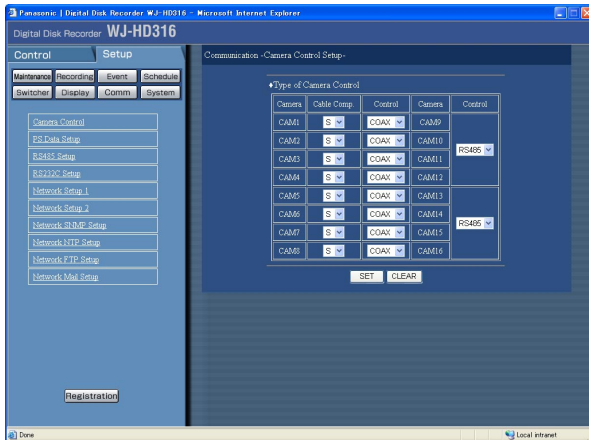 Panasonic | Digital Disk Recorder WJ-HD316 - Microsoft Internet Explorer
Digital Disk Recorder WJ-HD316
Control Setup
Maintenance Recording Event Schedule
Switcher Display Comm System
Camera Control
PS Data Setup
RS485 Setup
RS232C Setup
Network Setup 1
Network Setup 2
Network SNMP Setup
Network NTP Setup
Network FTP Setup
Network Mail Setup
Registration
Communication -Camera Control Setup-
♦Type of Camera Control
Camera Cable Comp. Control Camera Control
CAM1 S COAX CAM9
CAM2 S COAX CAM10
RS485
CAM3 S COAX CAM11
CAM4 S COAX CAM12
CAM5 S COAX CAM13
CAM6 S COAX CAM14
RS485
CAM7 S COAX CAM15
CAM8 S COAX CAM16
SET CLEAR
Done Local intranet